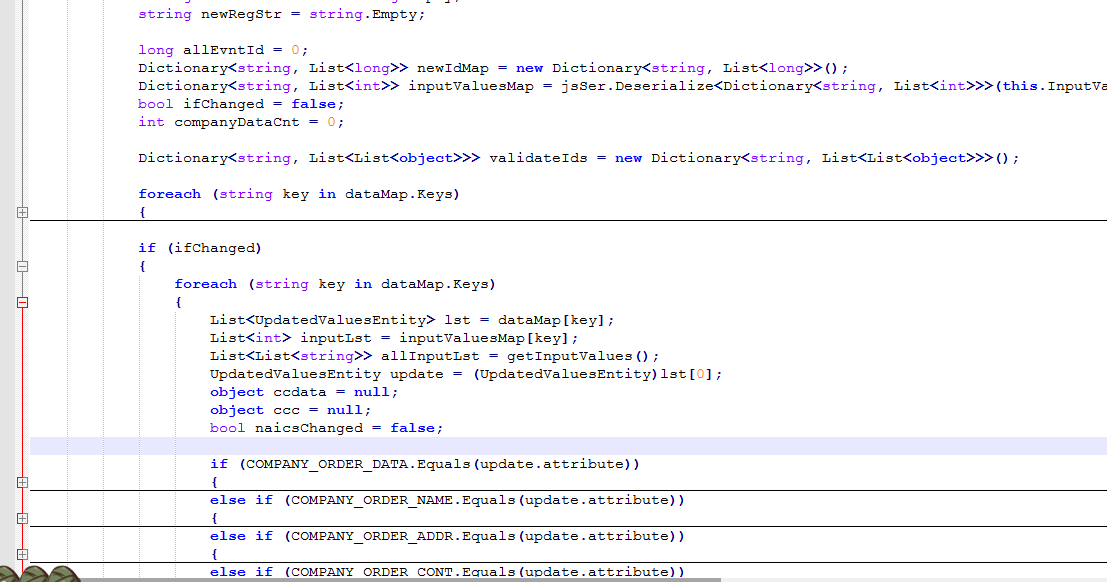 string newRegStr = string.Empty;
long allEvntId = 0;
Dictionary<string, List<long>> newIdMap = new Dictionary<string, List<long>>();
Dictionary<string, List<int>> inputValuesMap = jsSer.Deserialize<Dictionary<string, List<int>>>(this.InputVa
bool ifChanged = false;
int companyDataCnt = 0;
Dictionary<string, List<List<object>>> validateIds = new Dictionary<string, List<List<object>>>();
foreach (string key in dataMap.Keys)
{
if (ifChanged)
{
foreach (string key in dataMap.Keys)
{
List<UpdatedValuesEntity> lst = dataMap[key];
List<int> inputLst = inputValuesMap[key];
List<List<string>> allInputLst = getInputValues();
UpdatedValuesEntity update = (UpdatedValuesEntity)lst[0];
object ccdata = null;
object ccc = null;
bool naicsChanged = false;
if (COMPANY_ORDER_DATA.Equals(update.attribute))
{
else if (COMPANY_ORDER_NAME.Equals(update.attribute))
{
else if (COMPANY_ORDER_ADDR.Equals(update.attribute))
{
else if (COMPANY_ORDER_CONT.Equals(update.attribute))